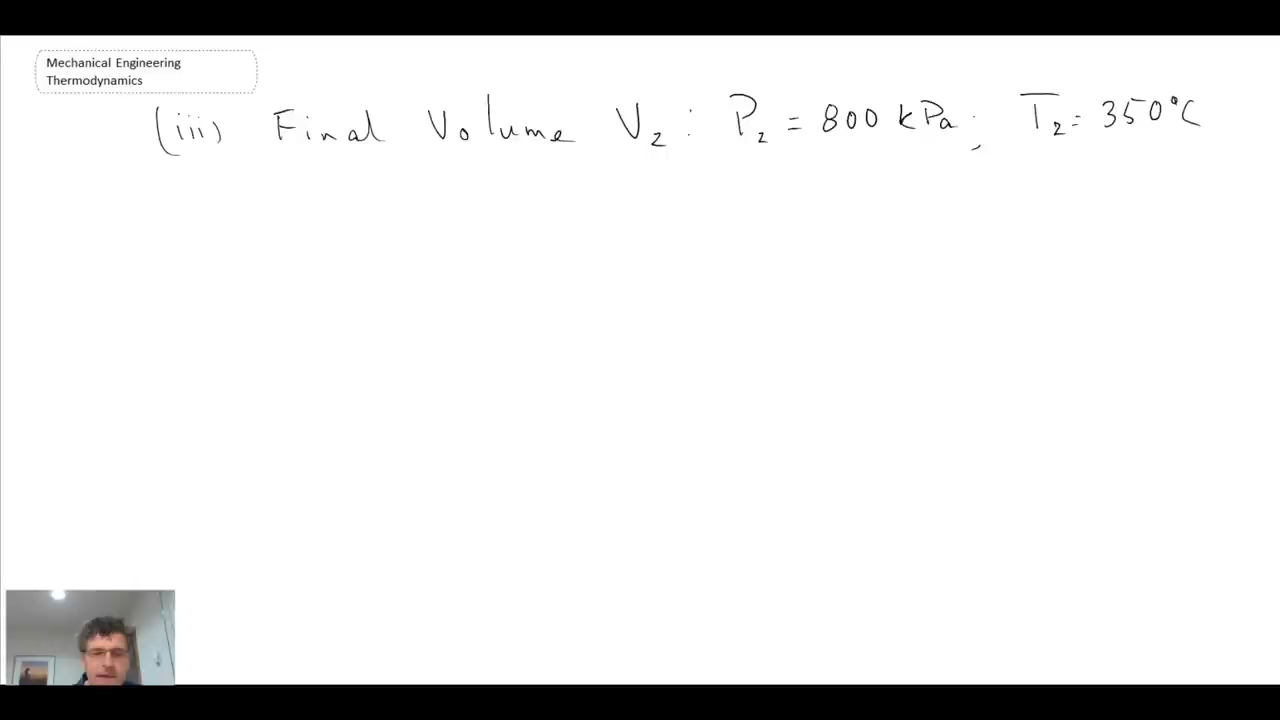 Mechanical Engineering
Thermodynamics
(iii) Final Volume V₂ : P₂ = 800 kPa ; T₂ = 350°C